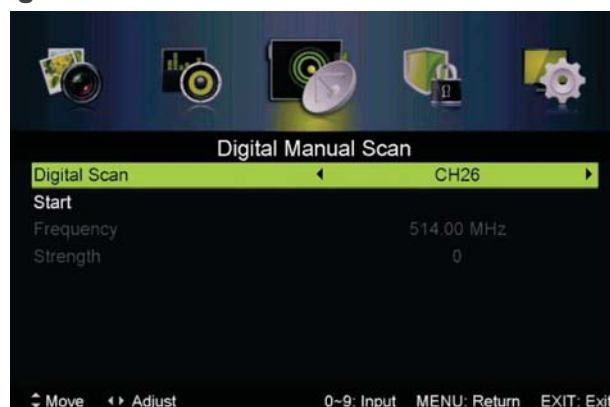 Digital Manual Scan
Digital Scan CH26
Start
Frequency 514.00 MHz
Strength 0
Move Adjust 0~9: Input MENU: Return EXIT: Exit